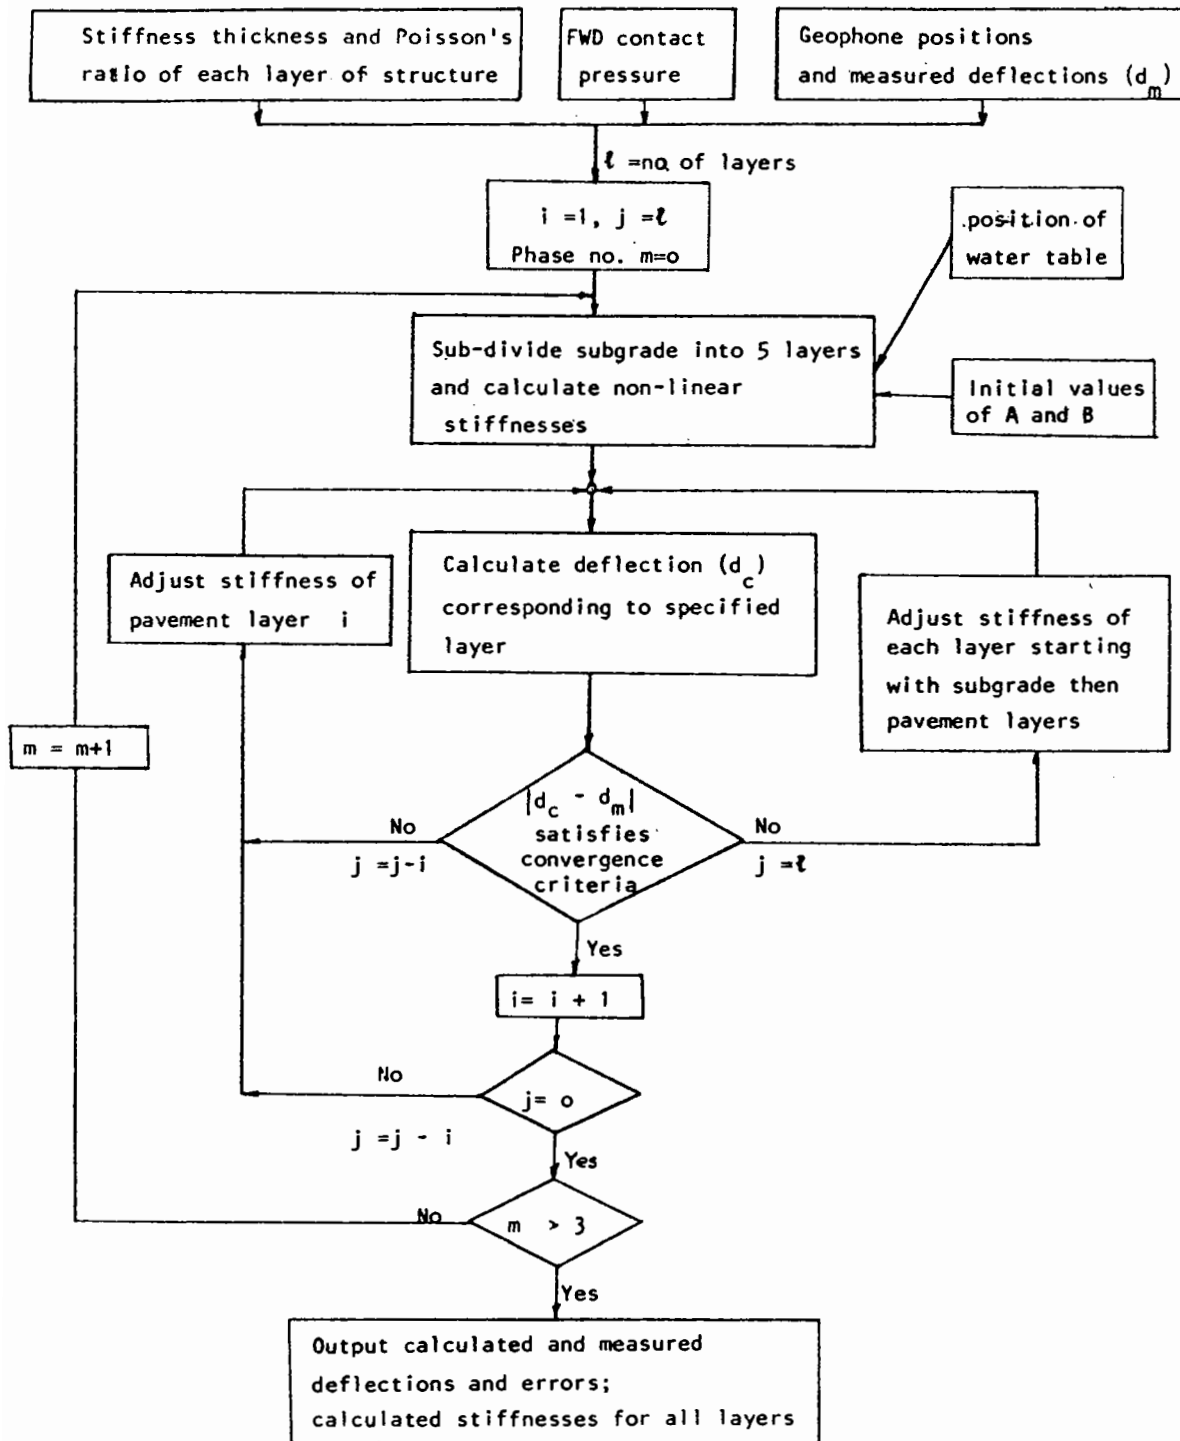 Stiffness thickness and Poisson's
ratio of each layer of structure
FWD contact
pressure
Geophone positions
and measured deflections (d_m)
ℓ =no. of layers
i =1, j =ℓ
Phase no. m=o
position of
water table
Sub-divide subgrade into 5 layers
and calculate non-linear
stiffnesses
Initial values
of A and B
Adjust stiffness of
pavement layer i
Calculate deflection (d_c)
corresponding to specified
layer
Adjust stiffness of
each layer starting
with subgrade then
pavement layers
m = m+1
|d_c - d_m|
satisfies
convergence
criteria
No
j =j-i
No
j =ℓ
Yes
i= i + 1
No
j= o
j =j - i
Yes
No
m > 3
Yes
Output calculated and measured
deflections and errors;
calculated stiffnesses for all layers